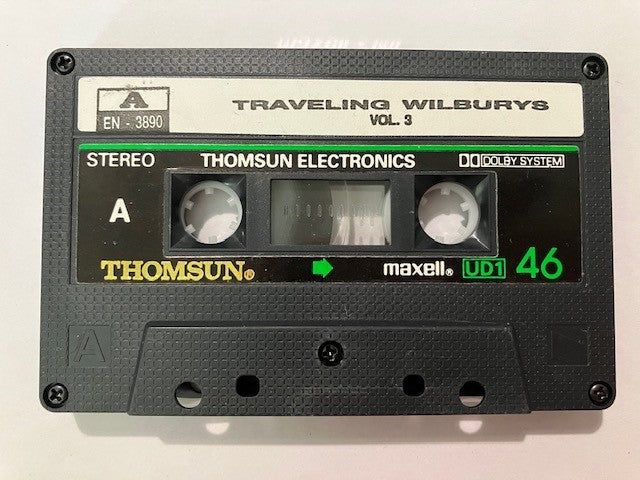 A
EN - 3890
TRAVELING WILBURYS
VOL. 3
STEREO
THOMSUN ELECTRONICS
DOLBY SYSTEM
A
THOMSUN®
maxell® UD1 46
A